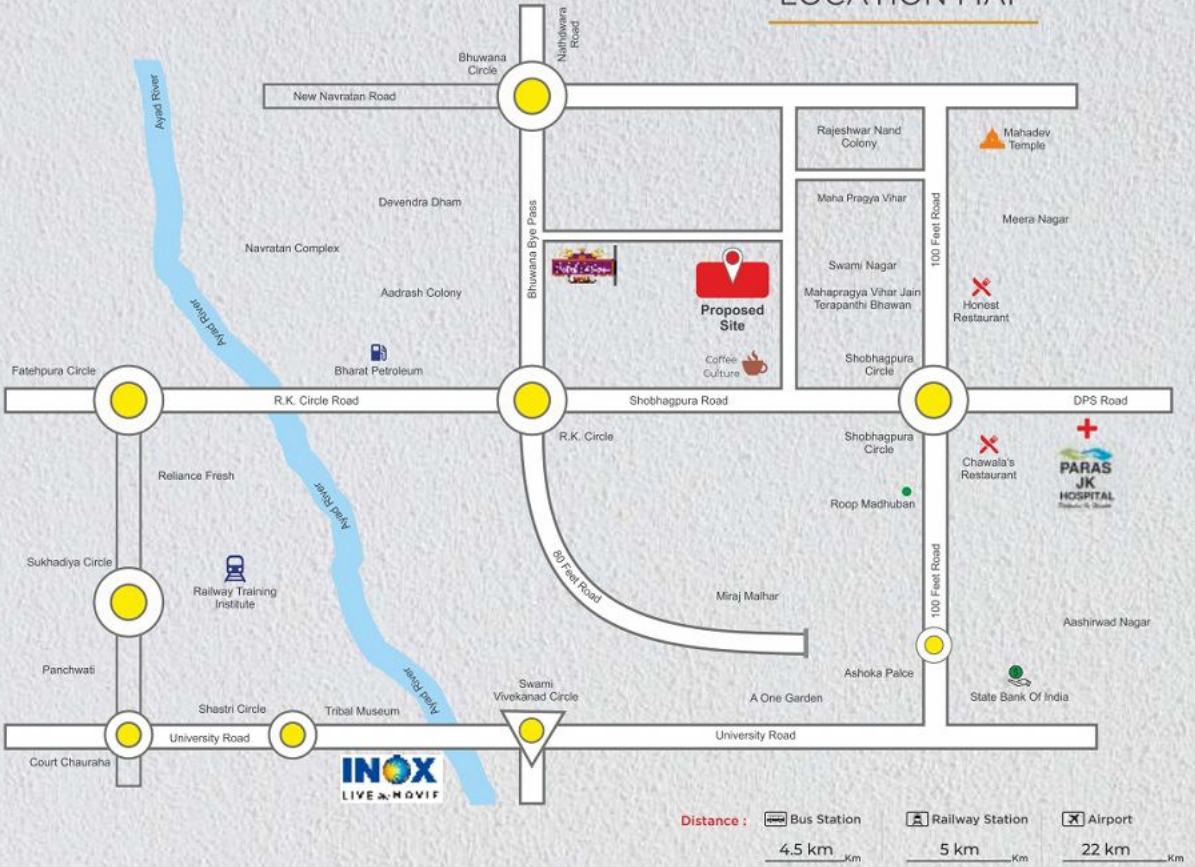 LOCATION MAP
Nathdwara
Road
Bhuwana
Circle
New Navratan Road
Ayad River
Rajeshwar Nand
Colony
Mahadev
Temple
Devendra Dham
Maha Pragya Vihar
100 Feet Road
Meera Nagar
Navratan Complex
Bhuwana Bye Pass
Swami Nagar
Aadrash Colony
Mahapragya Vihar Jain
Torapanthi Bhawan
Honest
Restaurant
Ayad River
Proposed
Site
Coffee
Culture
Shobhagpura
Circle
Fatehpura Circle
Bharat Petroleum
R.K. Circle Road
Shobhagpura Road
DPS Road
R.K. Circle
Shobhagpura
Circle
Chawala's
Restaurant
PARAS
JK
HOSPITAL
Reliance Fresh
Ayad River
Roop Madhuban
Sukhadiya Circle
Railway Training
Institute
80 Feet Road
Miraj Malhar
100 Feet Road
Aashirwad Nagar
Panchwati
Ayad River
Swami
Vivekanad Circle
Ashoka Palce
A One Garden
State Bank Of India
Shastri Circle
Tribal Museum
University Road
University Road
Court Chauraha
INOX
LIVE the MOVIE
Distance :
Bus Station
Railway Station
Airport
4.5 km Km
5 km Km
22 km Km